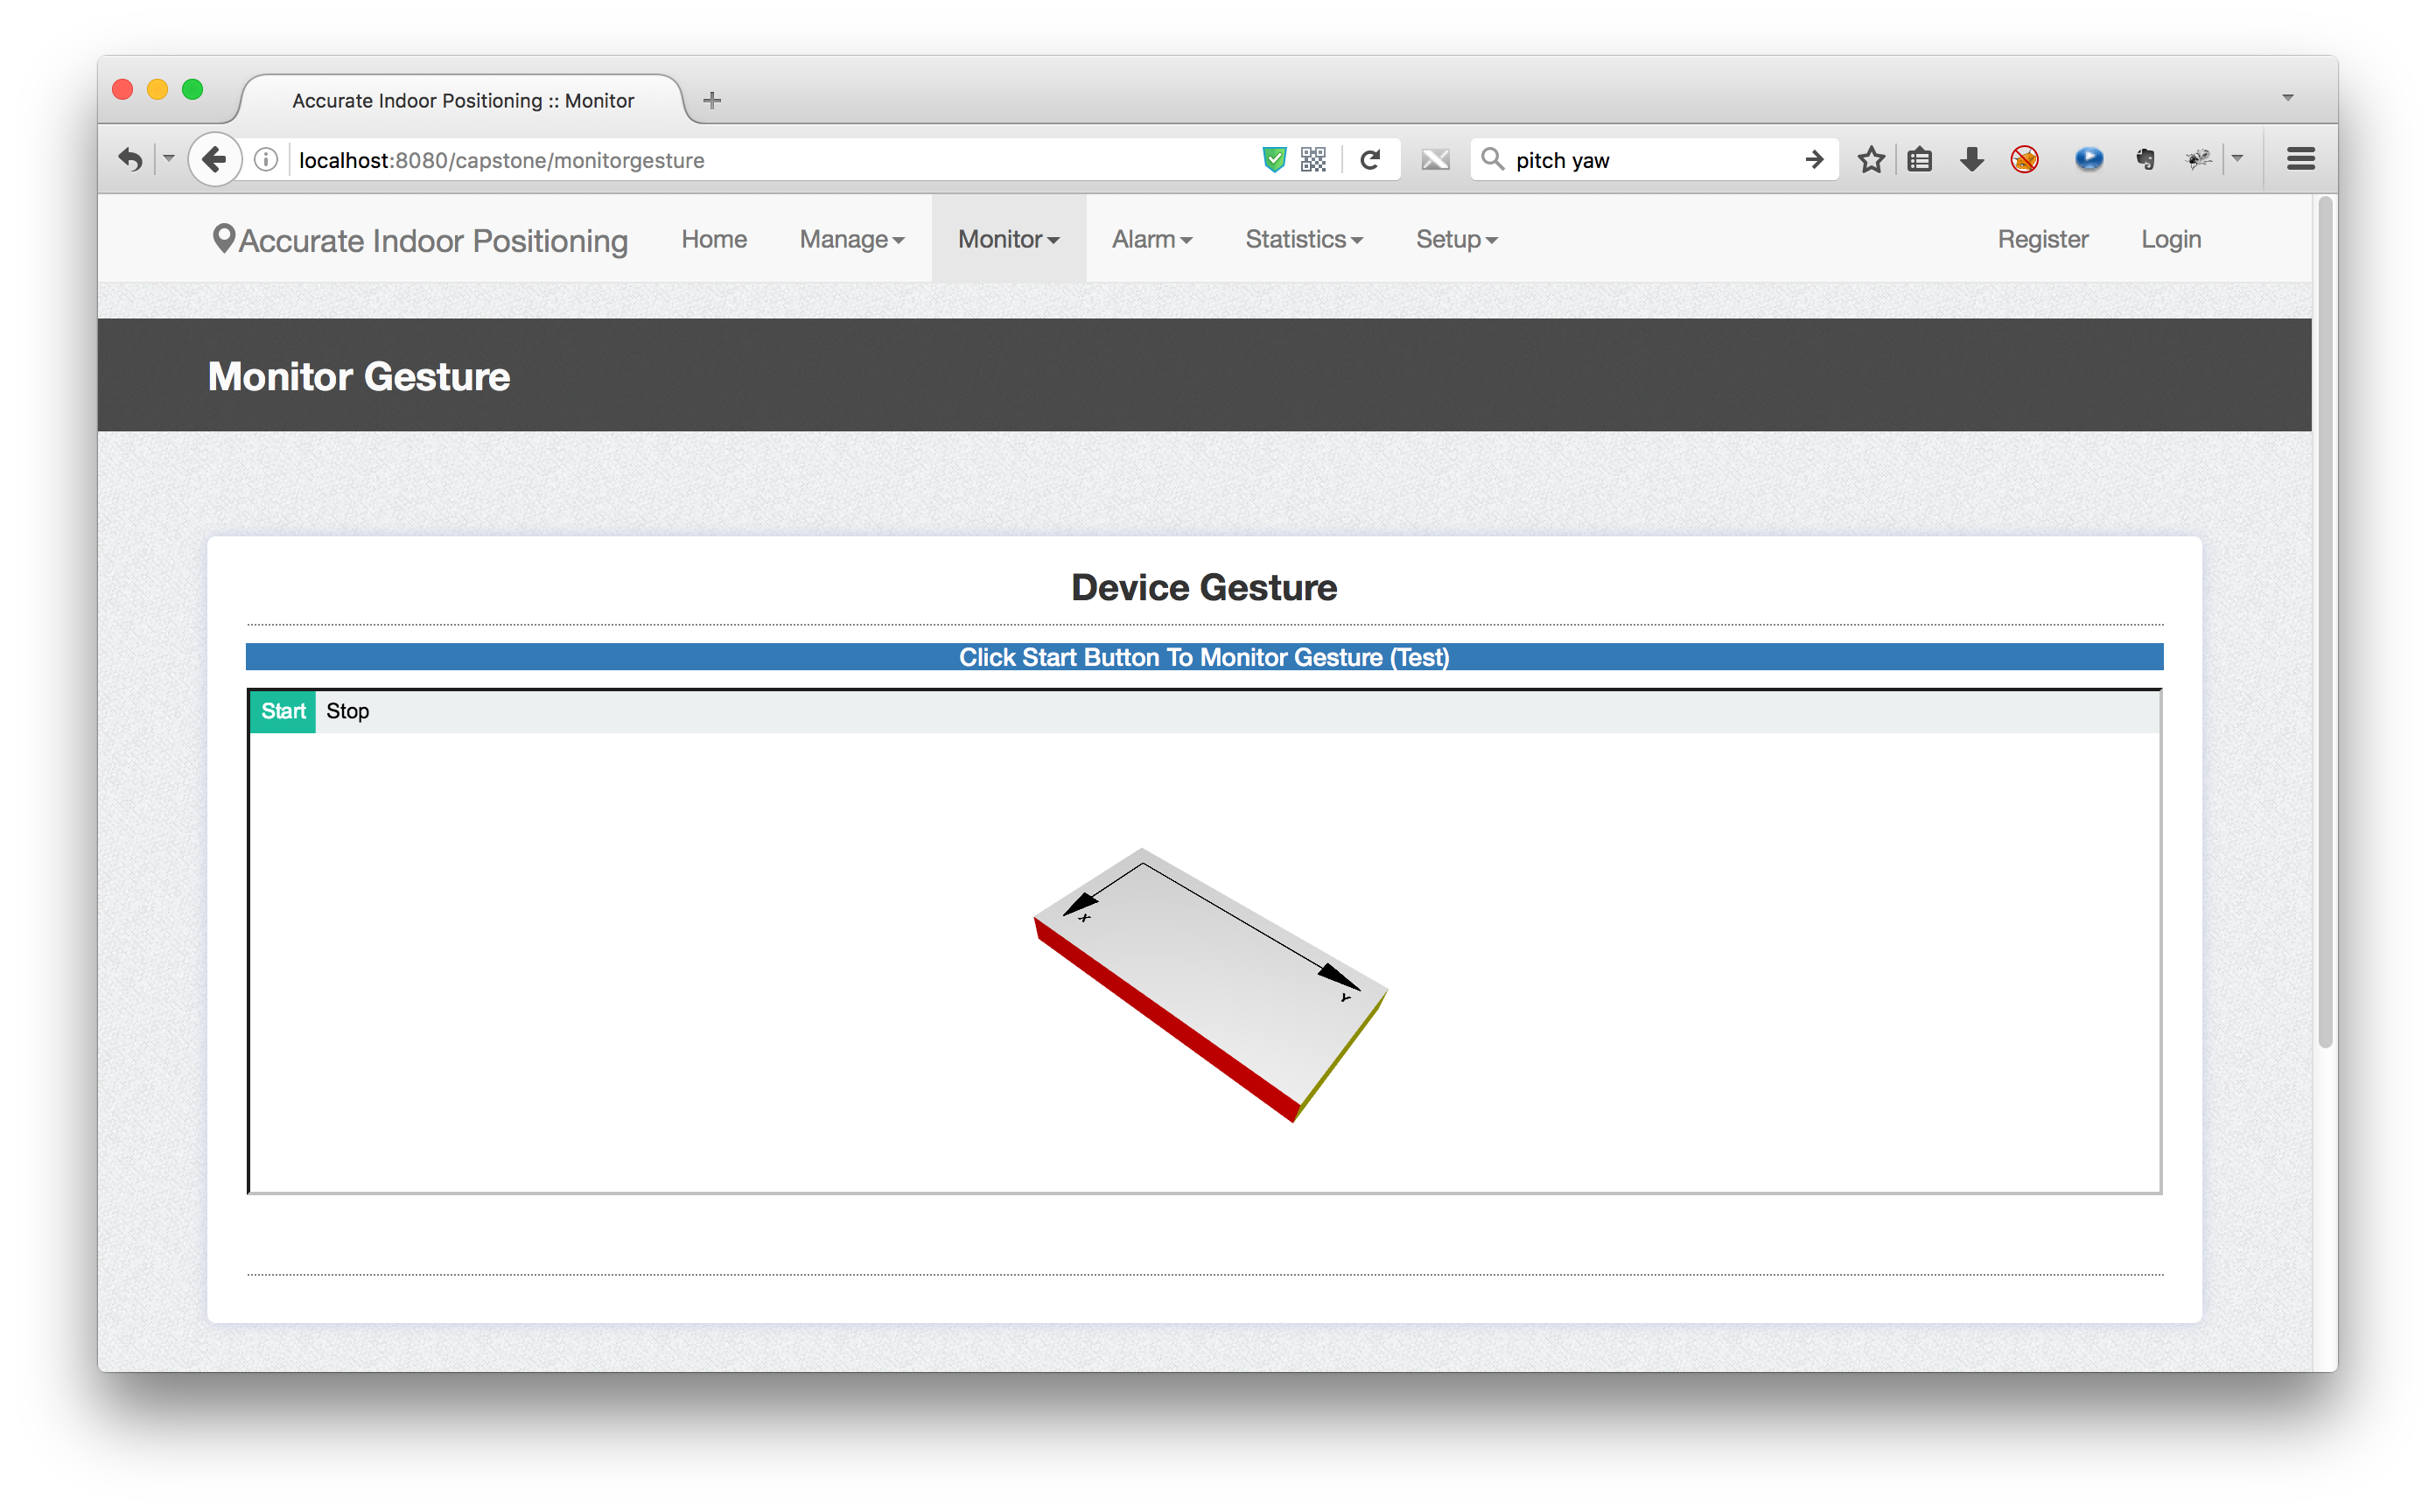 Accurate Indoor Positioning :: Monitor
localhost:8080/capstone/monitorgesture
pitch yaw
Accurate Indoor Positioning Home Manage Monitor Alarm Statistics Setup Register Login
Monitor Gesture
Device Gesture
Click Start Button To Monitor Gesture (Test)
Start Stop
X
Y